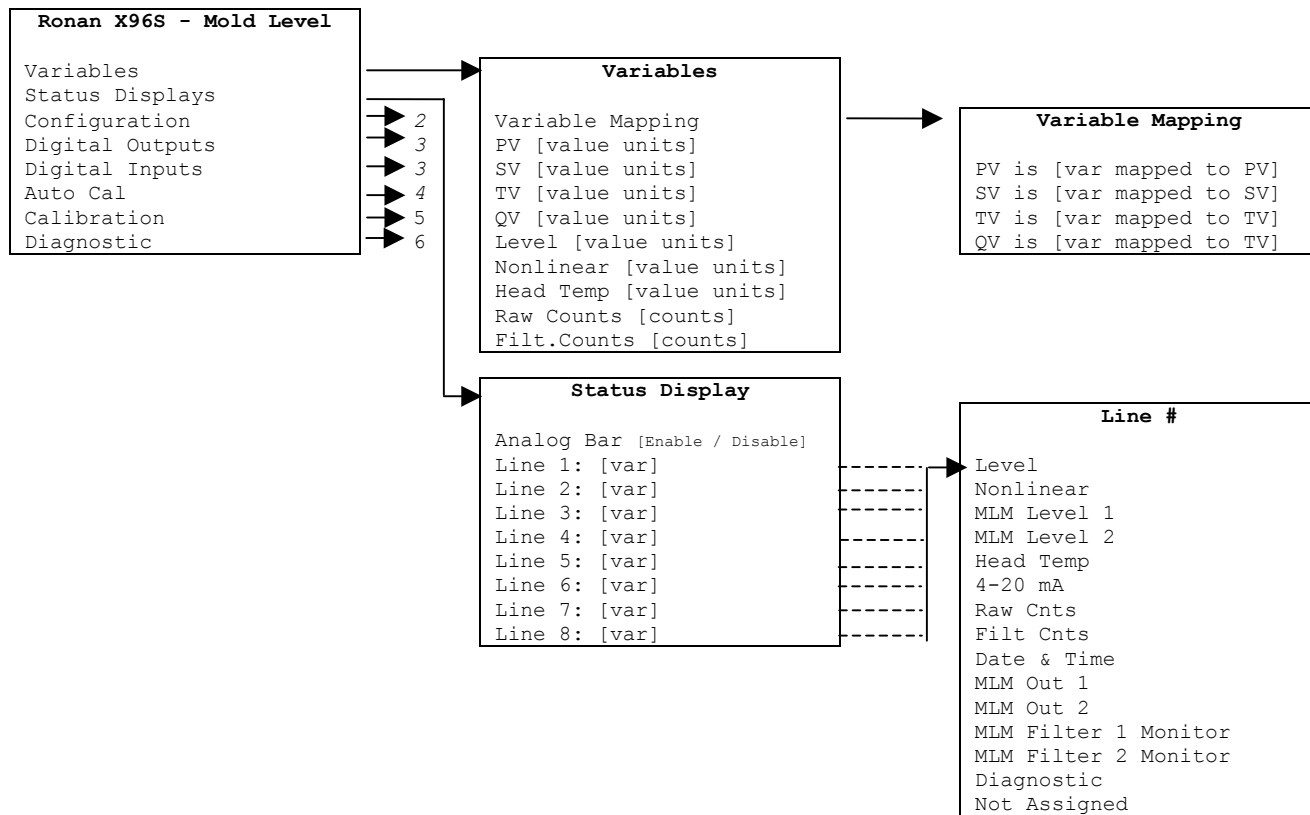 Ronan X96S - Mold Level
Variables
Status Displays
Configuration
Digital Outputs
Digital Inputs
Auto Cal
Calibration
Diagnostic
2
3
3
4
5
6
Variables
Variable Mapping
PV [value units]
SV [value units]
TV [value units]
QV [value units]
Level [value units]
Nonlinear [value units]
Head Temp [value units]
Raw Counts [counts]
Filt.Counts [counts]
Variable Mapping
PV is [var mapped to PV]
SV is [var mapped to SV]
TV is [var mapped to TV]
QV is [var mapped to TV]
Status Display
Analog Bar [Enable / Disable]
Line 1: [var]
Line 2: [var]
Line 3: [var]
Line 4: [var]
Line 5: [var]
Line 6: [var]
Line 7: [var]
Line 8: [var]
Line #
Level
Nonlinear
MLM Level 1
MLM Level 2
Head Temp
4-20 mA
Raw Cnts
Filt Cnts
Date & Time
MLM Out 1
MLM Out 2
MLM Filter 1 Monitor
MLM Filter 2 Monitor
Diagnostic
Not Assigned